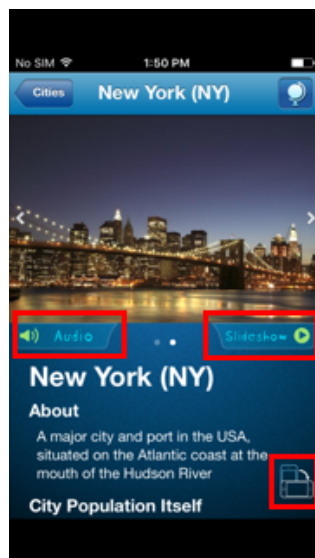 No SIM 1:50 PM
Cities New York (NY)
Audio Slideshow
New York (NY)
About
A major city and port in the USA,
situated on the Atlantic coast at the
mouth of the Hudson River
City Population Itself